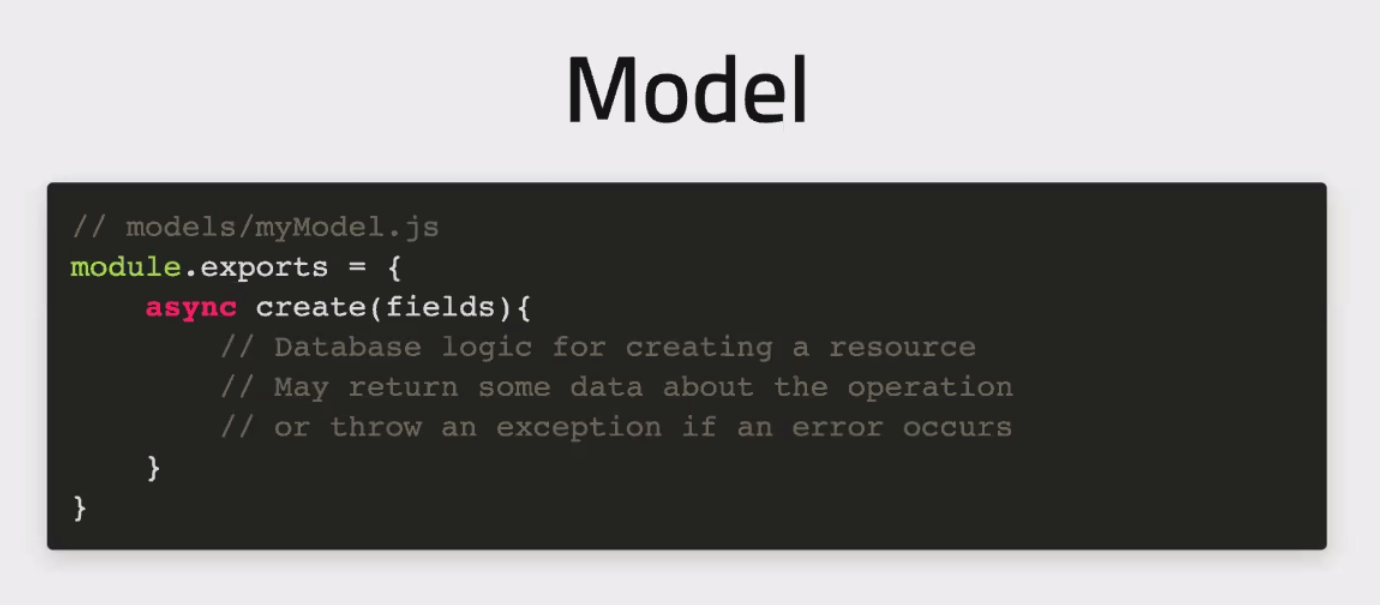 Model
// models/myModel.js
module.exports = {
    async create(fields){
        // Database logic for creating a resource
        // May return some data about the operation
        // or throw an exception if an error occurs
    }
}